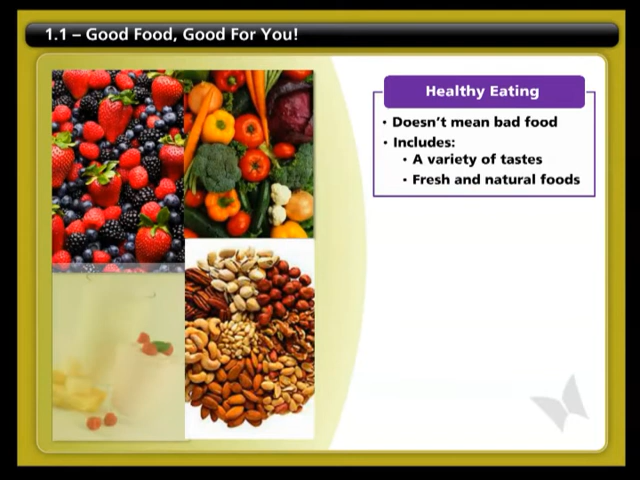 1.1 – Good Food, Good For You!
Healthy Eating
• Doesn't mean bad food
• Includes:
• A variety of tastes
• Fresh and natural foods